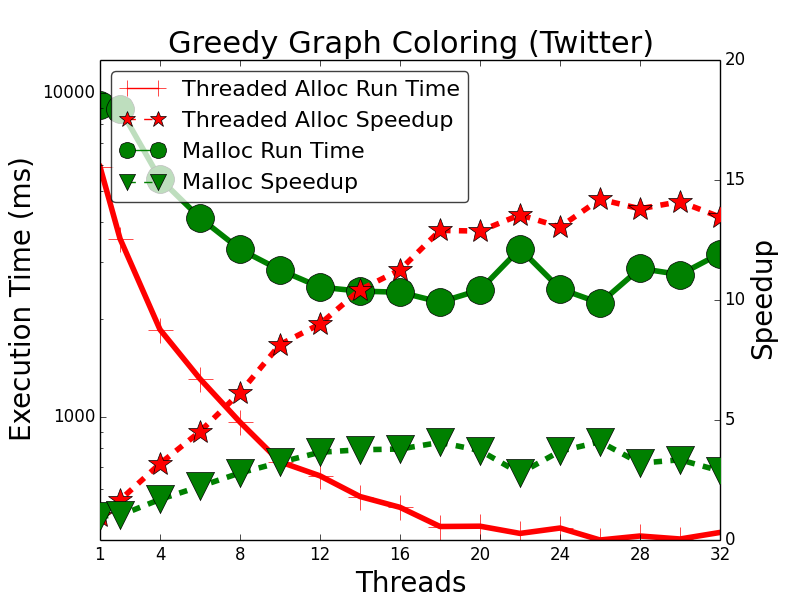 Greedy Graph Coloring (Twitter)
Threaded Alloc Run Time
Threaded Alloc Speedup
Malloc Run Time
Malloc Speedup
Execution Time (ms)
10000
1000
Speedup
20
15
10
5
0
1 4 8 12 16 20 24 28 32
Threads